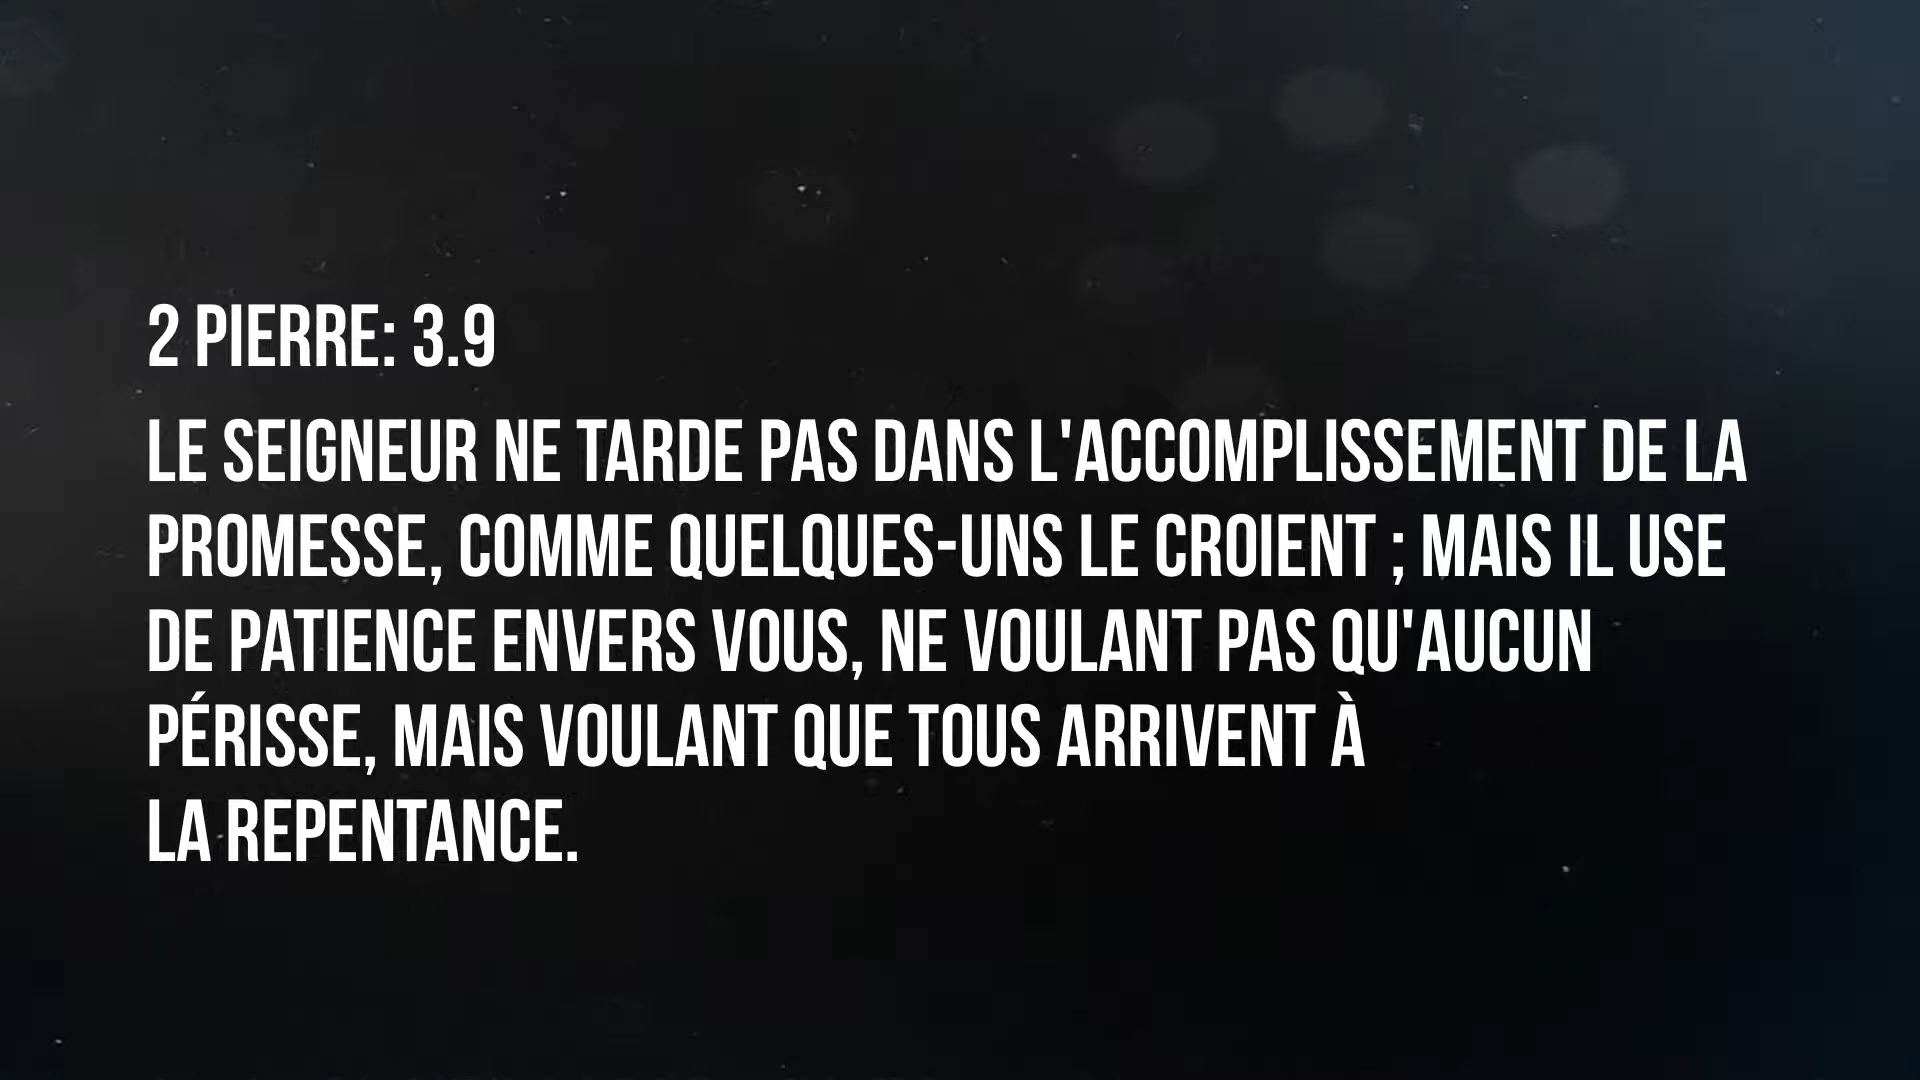 2 PIERRE: 3.9
LE SEIGNEUR NE TARDE PAS DANS L'ACCOMPLISSEMENT DE LA
PROMESSE, COMME QUELQUES-UNS LE CROIENT ; MAIS IL USE
DE PATIENCE ENVERS VOUS, NE VOULANT PAS QU'AUCUN
PÉRISSE, MAIS VOULANT QUE TOUS ARRIVENT À
LA REPENTANCE.